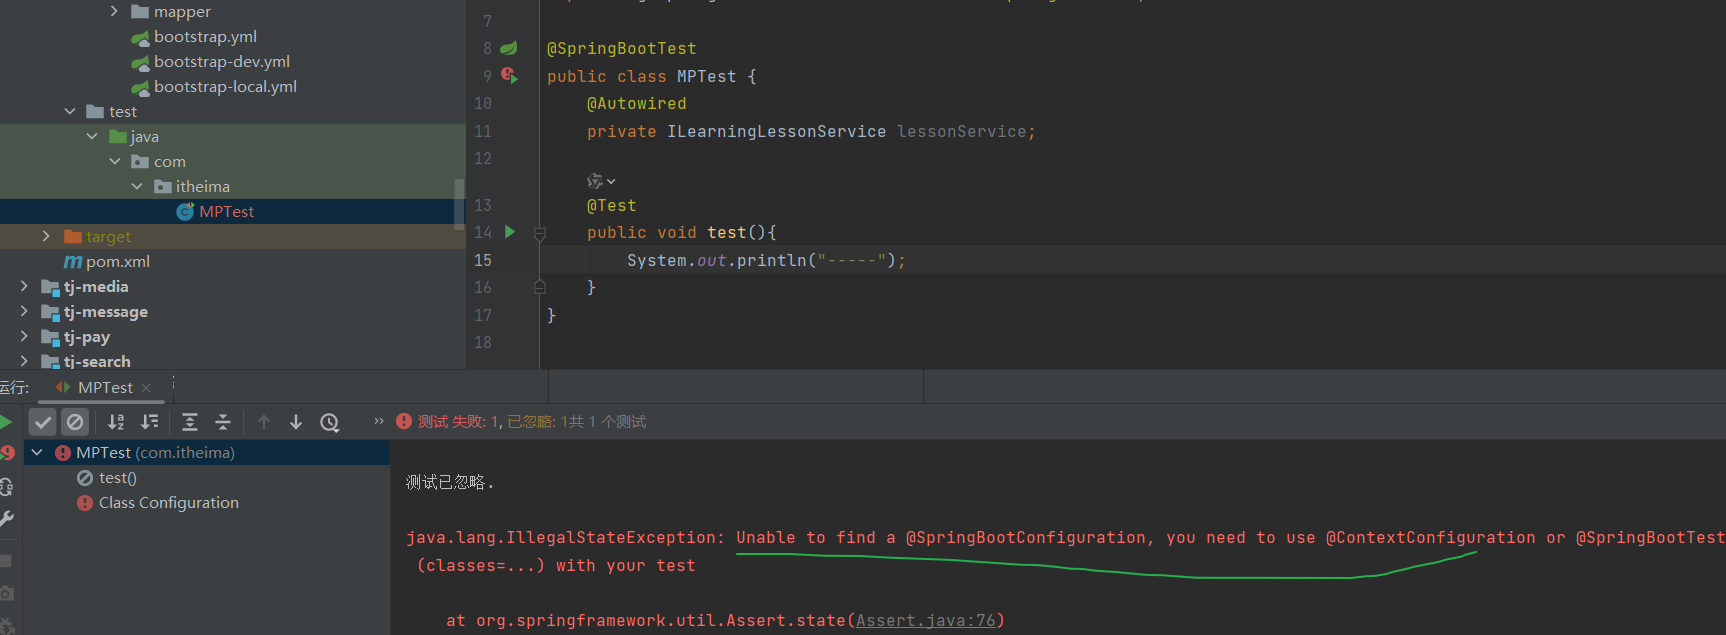 mapper
bootstrap.yml
bootstrap-dev.yml
bootstrap-local.yml
test
java
com
itheima
MPTest
target
pom.xml
tj-media
tj-message
tj-pay
tj-search
7
8 @SpringBootTest
9 public class MPTest {
10 @Autowired
11 private ILearningLessonService lessonService;
12
13 @Test
14 public void test(){
15 System.out.println("-----");
16 }
17 }
18
运行: MPTest
测试 失败: 1, 已忽略: 1共 1 个测试
MPTest (com.itheima)
test()
Class Configuration
测试已忽略.
java.lang.IllegalStateException: Unable to find a @SpringBootConfiguration, you need to use @ContextConfiguration or @SpringBootTest
(classes=...) with your test
at org.springframework.util.Assert.state(Assert.java:76)